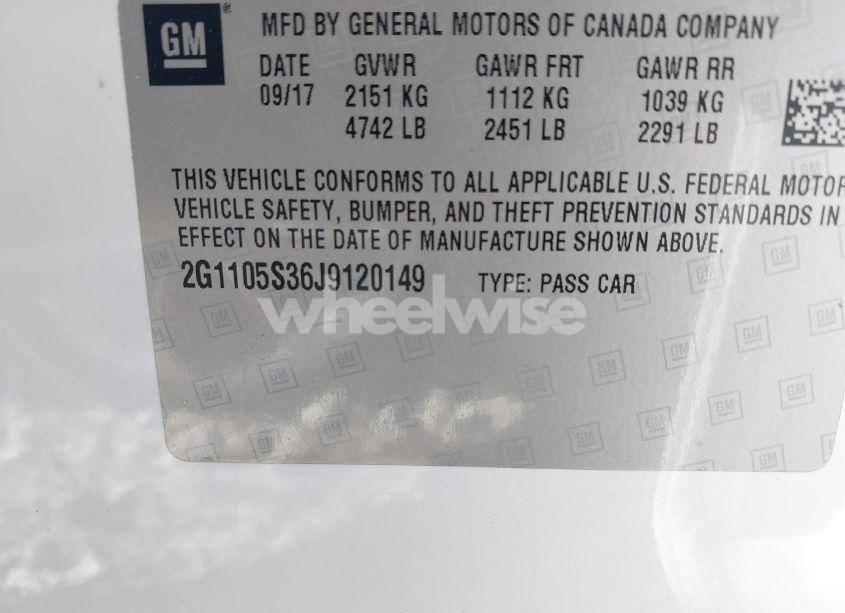 GM ® MFD BY GENERAL MOTORS OF CANADA COMPANY
DATE GVWR GAWR FRT GAWR RR
09/17 2151 KG 1112 KG 1039 KG
4742 LB 2451 LB 2291 LB
THIS VEHICLE CONFORMS TO ALL APPLICABLE U.S. FEDERAL MOTOR
VEHICLE SAFETY, BUMPER, AND THEFT PREVENTION STANDARDS IN
EFFECT ON THE DATE OF MANUFACTURE SHOWN ABOVE.
2G1105S36J9120149 TYPE: PASS CAR
wheelwise